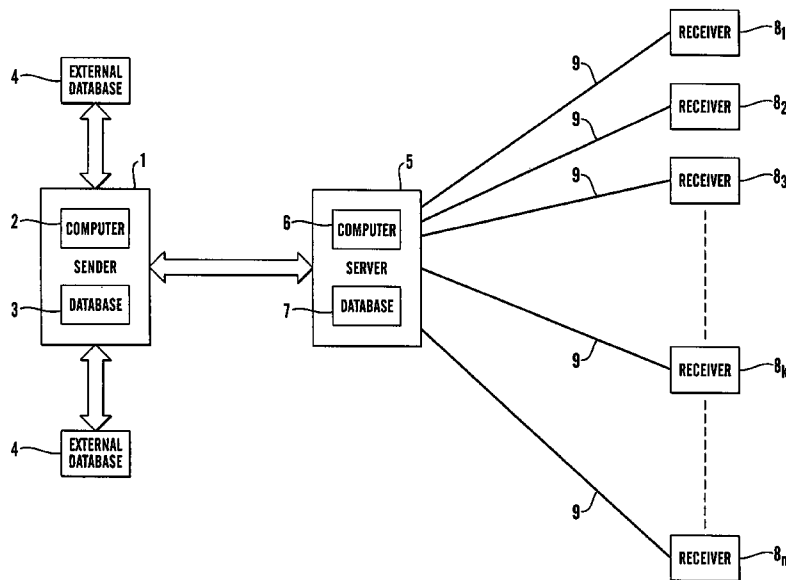 RECEIVER 8₁
9
4 EXTERNAL DATABASE
9
RECEIVER 8₂
1
5
9
RECEIVER 8₃
2 COMPUTER
6 COMPUTER
SENDER
SERVER
3 DATABASE
7 DATABASE
9
RECEIVER 8k
4 EXTERNAL DATABASE
9
RECEIVER 8n